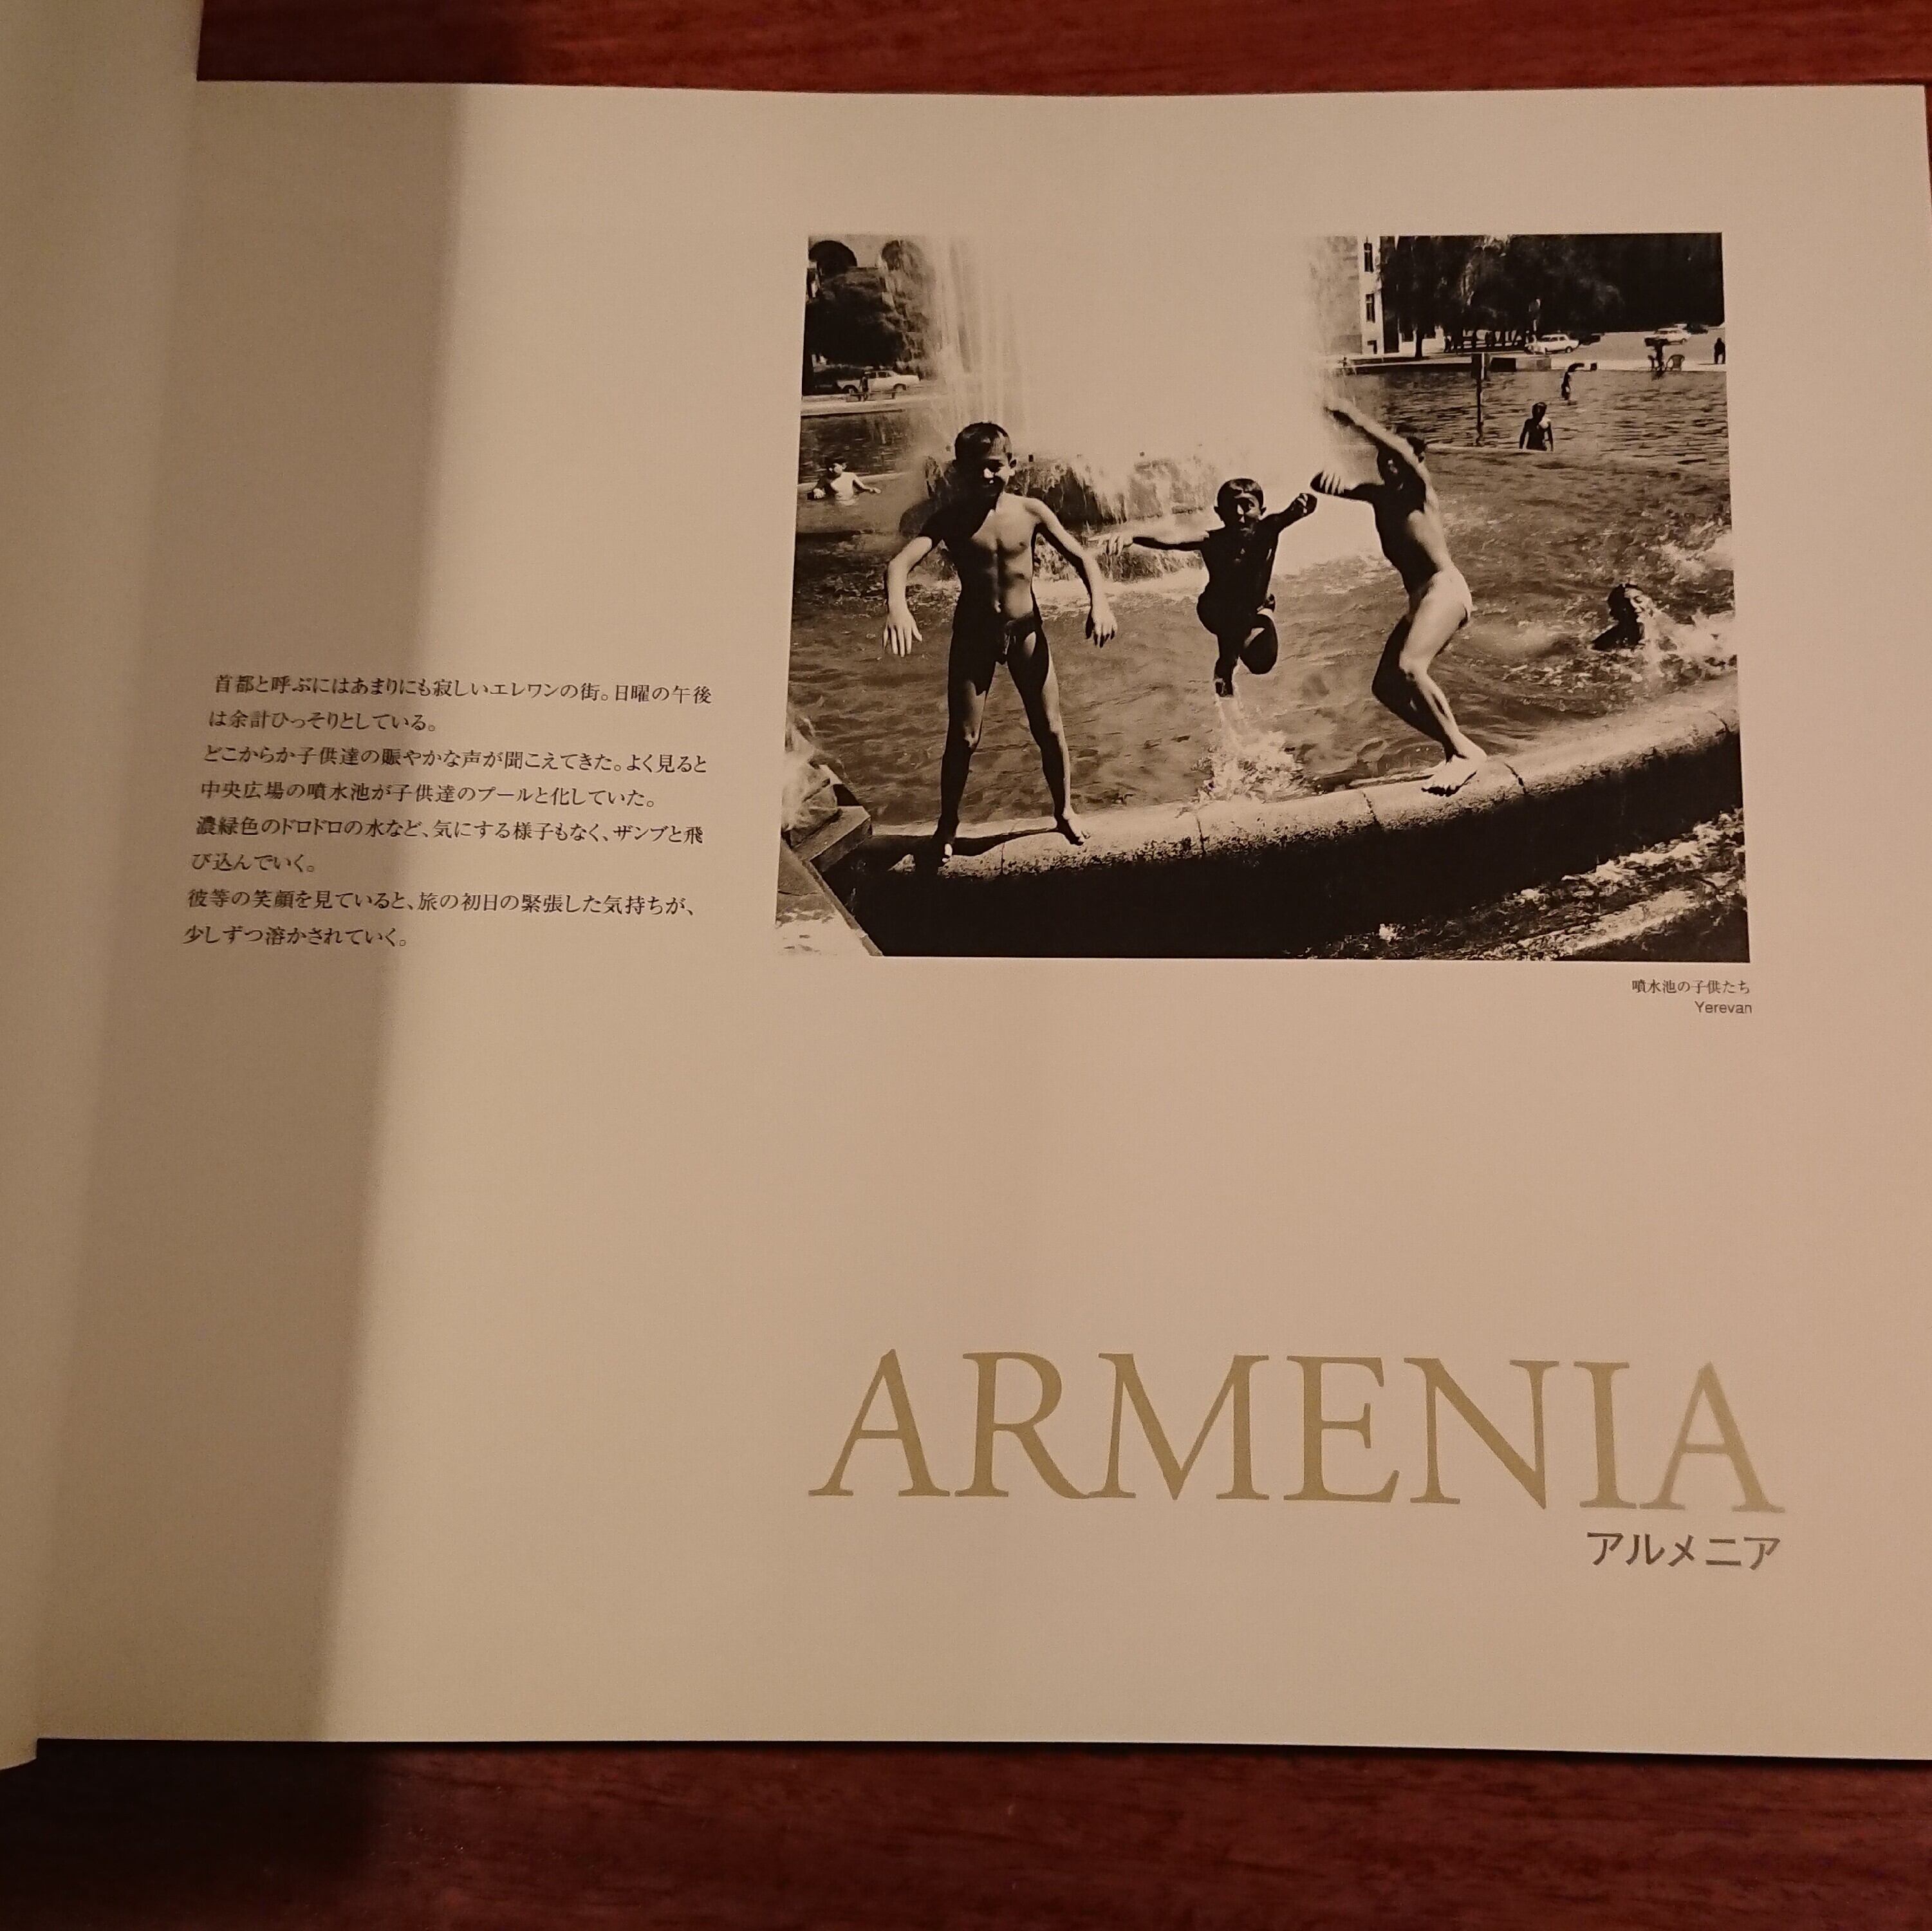 首都と呼ぶにはあまりにも寂しいエレワンの街。日曜の午後
は余計ひっそりとしている。
どこからか子供達の賑やかな声が聞こえてきた。よく見ると
中央広場の噴水池が子供達のプールと化していた。
濃緑色のドロドロの水など、気にする様子もなく、ザンブと飛
び込んでいく。
彼等の笑顔を見ていると、旅の初日の緊張した気持ちが、
少しずつ溶かされていく。
噴水池の子供たち
Yerevan
ARMENIA
アルメニア